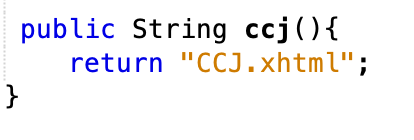 public String ccj(){
return "CCJ.xhtml";
}